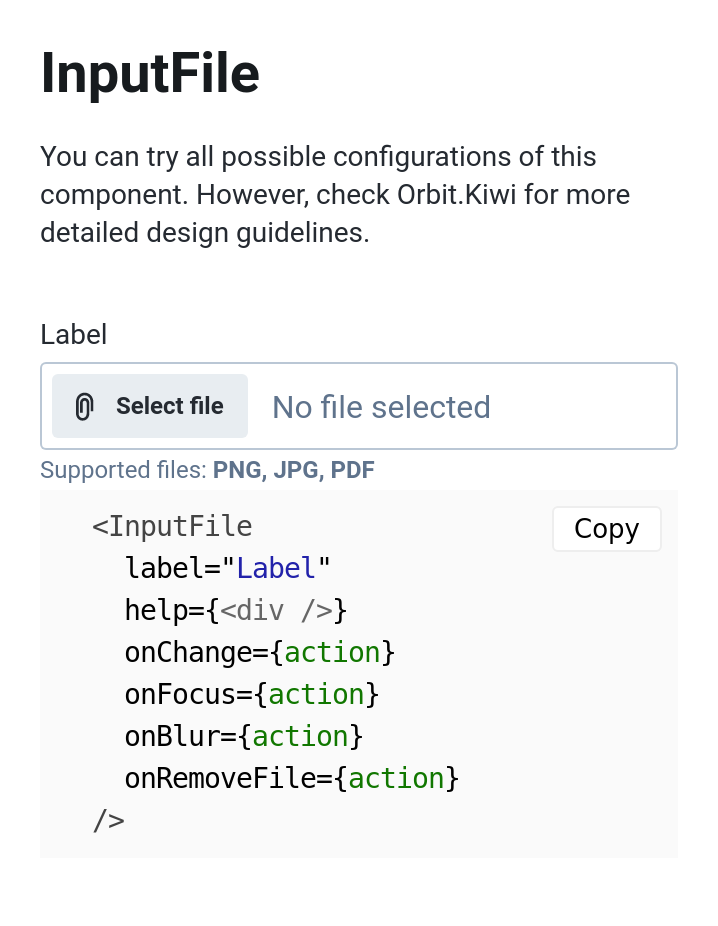 InputFile
You can try all possible configurations of this
component. However, check Orbit.Kiwi for more
detailed design guidelines.
Label
Select file
No file selected
Supported files: PNG, JPG, PDF
Copy
<InputFile
  label="Label"
  help={<div />}
  onChange={action}
  onFocus={action}
  onBlur={action}
  onRemoveFile={action}
/>